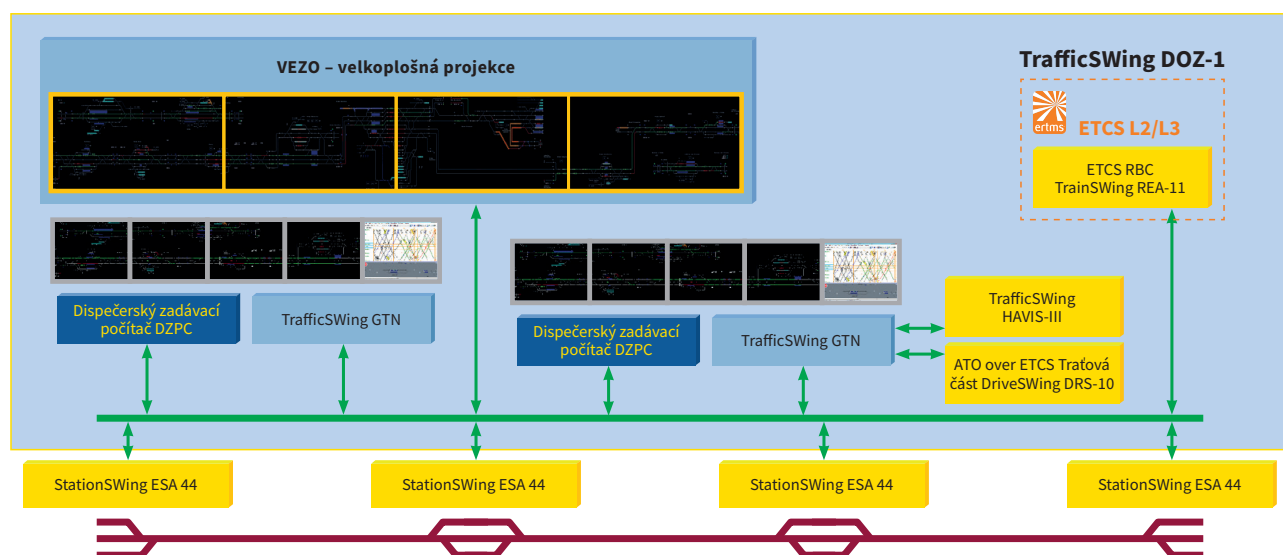 VEZO – velkoplošná projekce
TrafficSWing DOZ-1
ertms
ETCS L2/L3
ETCS RBC
TrainSWing REA-11
Dispečerský zadávací
počítač DZPC
TrafficSWing GTN
Dispečerský zadávací
počítač DZPC
TrafficSWing GTN
TrafficSWing
HAVIS-III
ATO over ETCS Traťová
část DriveSWing DRS-10
StationSWing ESA 44
StationSWing ESA 44
StationSWing ESA 44
StationSWing ESA 44